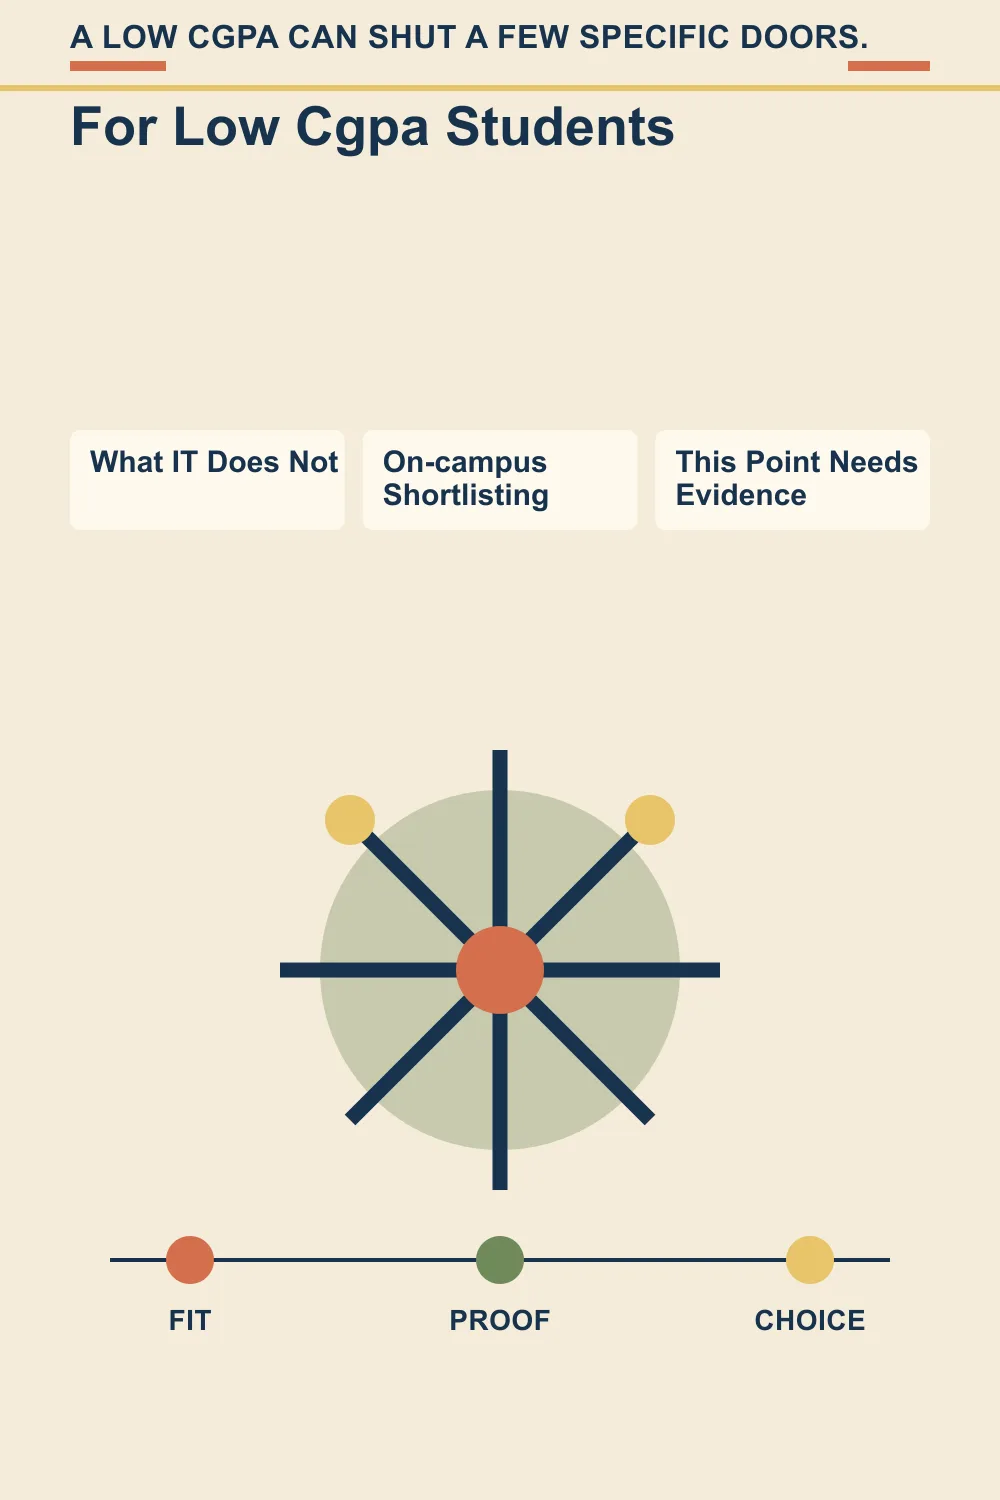 A LOW CGPA CAN SHUT A FEW SPECIFIC DOORS.
For Low Cgpa Students
What IT Does Not
On-campus
Shortlisting
This Point Needs
Evidence
FIT
PROOF
CHOICE